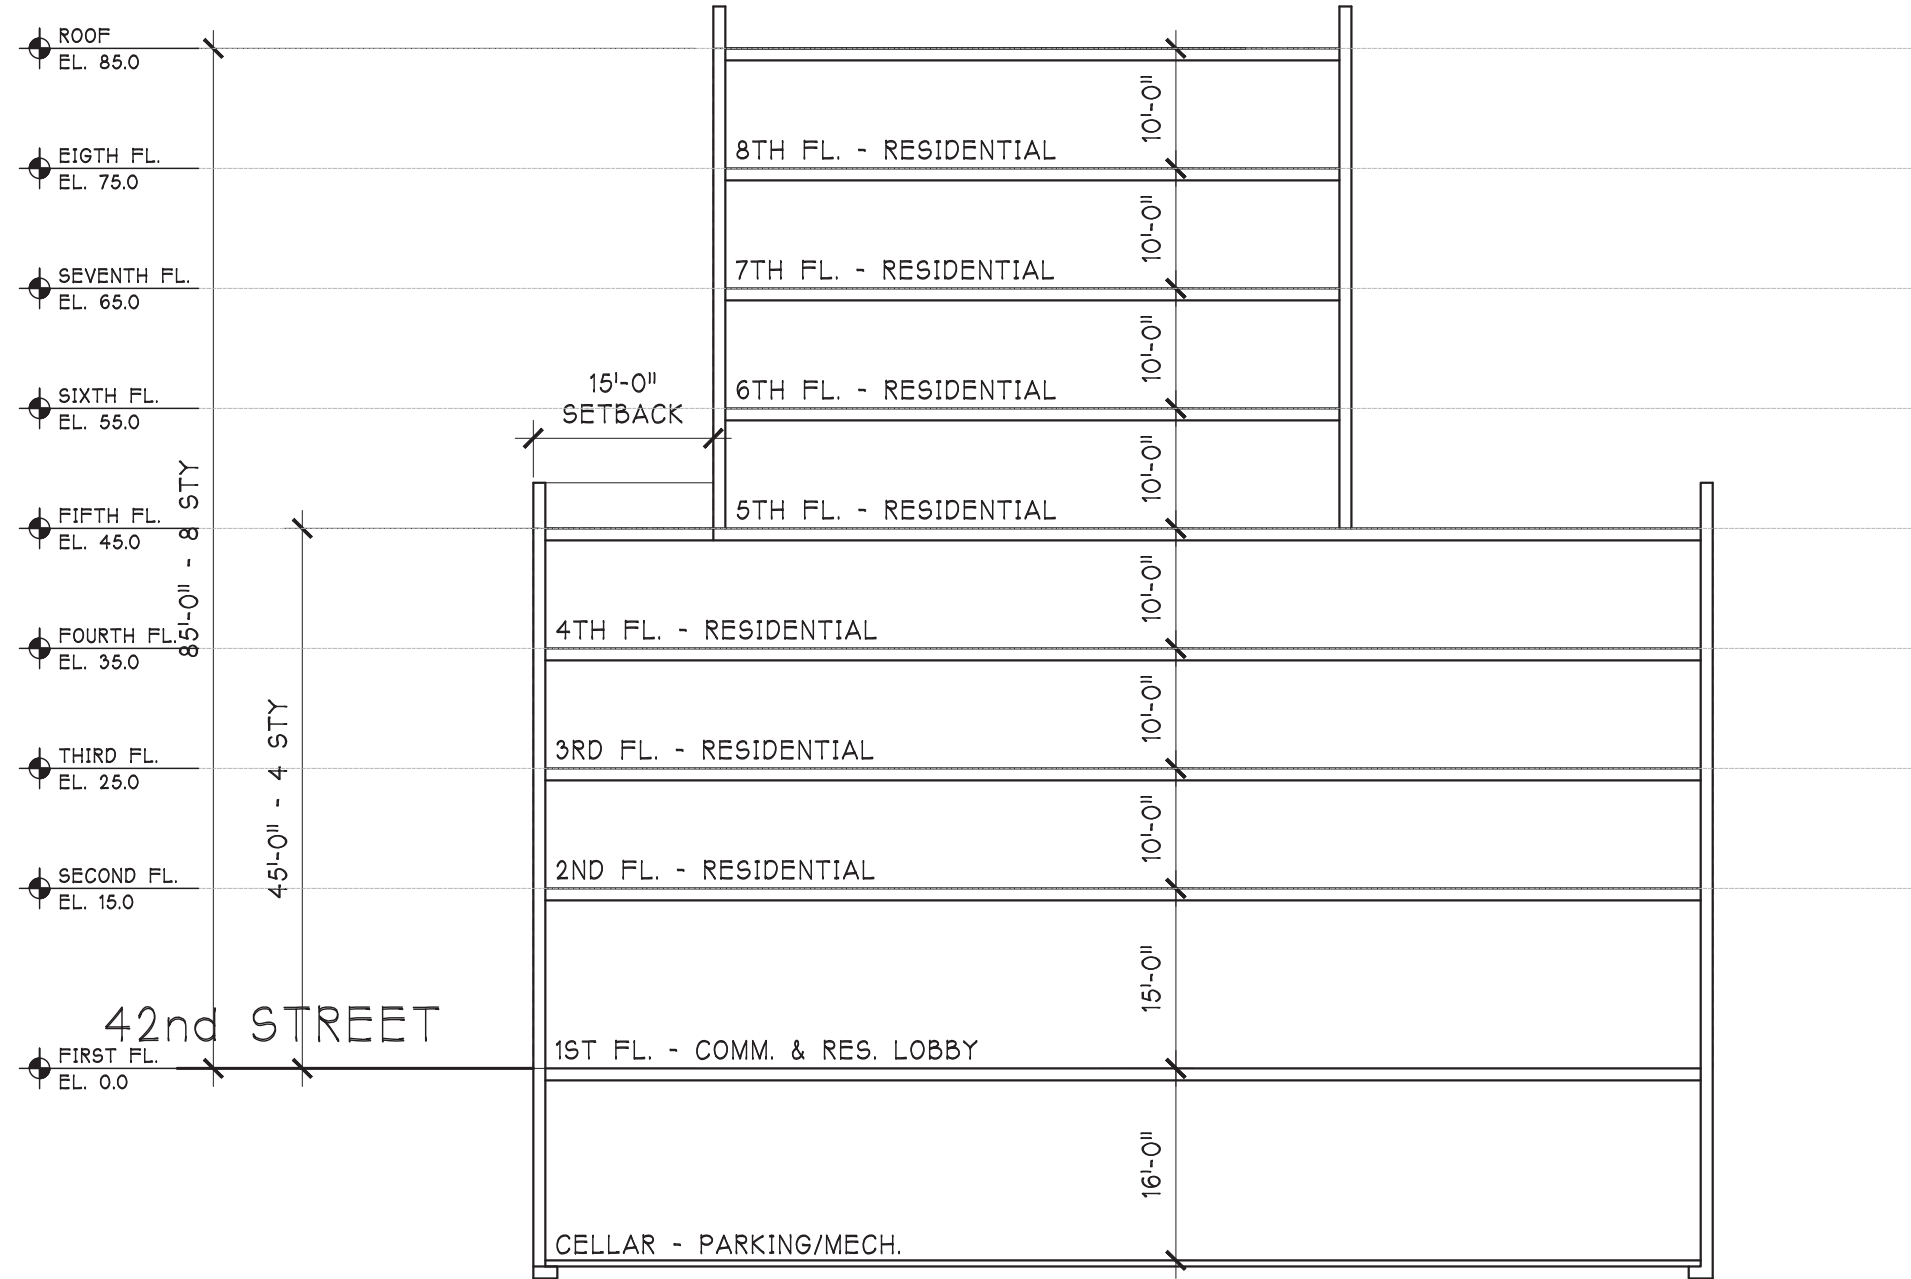 ROOF
EL. 85.0
10'-0"
8TH FL. - RESIDENTIAL
EIGTH FL.
EL. 75.0
10'-0"
7TH FL. - RESIDENTIAL
SEVENTH FL.
EL. 65.0
10'-0"
15'-0"
SETBACK
6TH FL. - RESIDENTIAL
SIXTH FL.
EL. 55.0
10'-0"
5TH FL. - RESIDENTIAL
FIFTH FL.
EL. 45.0
85'-0" - 8 STY
10'-0"
4TH FL. - RESIDENTIAL
FOURTH FL.
EL. 35.0
10'-0"
3RD FL. - RESIDENTIAL
THIRD FL.
EL. 25.0
45'-0" - 4 STY
10'-0"
2ND FL. - RESIDENTIAL
SECOND FL.
EL. 15.0
15'-0"
42nd STREET
1ST FL. - COMM. & RES. LOBBY
FIRST FL.
EL. 0.0
16'-0"
CELLAR - PARKING/MECH.